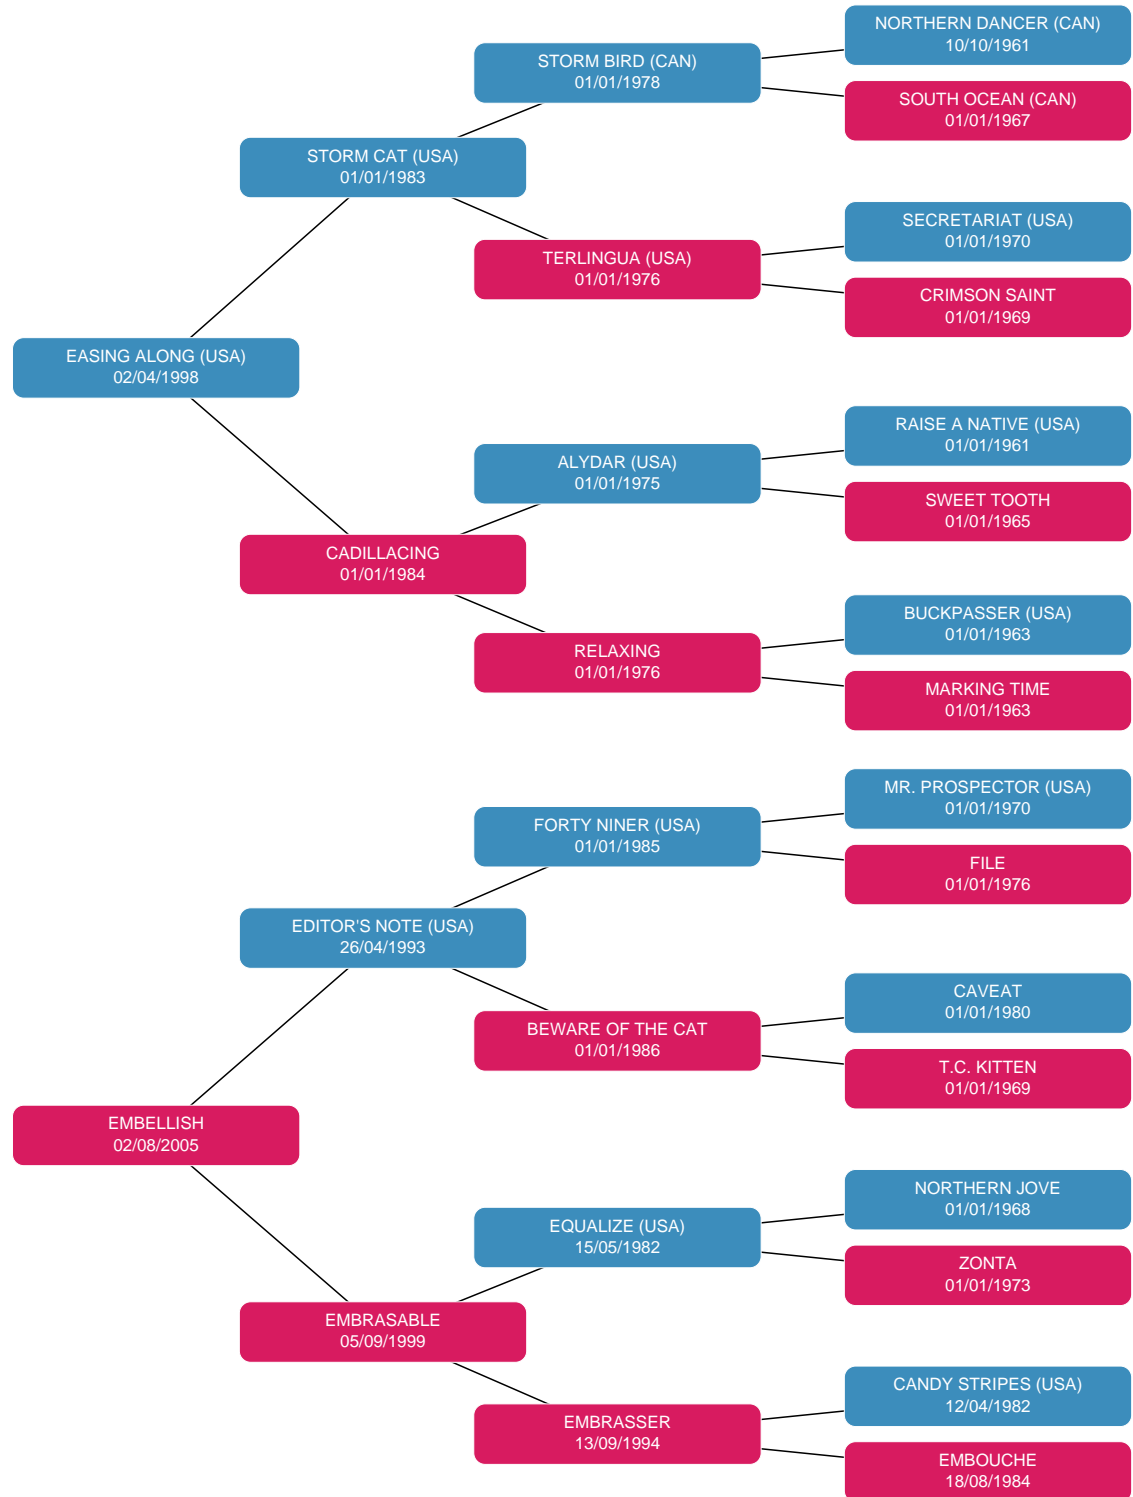 NORTHERN DANCER (CAN)
10/10/1961
STORM BIRD (CAN)
01/01/1978
SOUTH OCEAN (CAN)
01/01/1967
STORM CAT (USA)
01/01/1983
SECRETARIAT (USA)
01/01/1970
TERLINGUA (USA)
01/01/1976
CRIMSON SAINT
01/01/1969
EASING ALONG (USA)
02/04/1998
RAISE A NATIVE (USA)
01/01/1961
ALYDAR (USA)
01/01/1975
SWEET TOOTH
01/01/1965
CADILLACING
01/01/1984
BUCKPASSER (USA)
01/01/1963
RELAXING
01/01/1976
MARKING TIME
01/01/1963
MR. PROSPECTOR (USA)
01/01/1970
FORTY NINER (USA)
01/01/1985
FILE
01/01/1976
EDITOR'S NOTE (USA)
26/04/1993
CAVEAT
01/01/1980
BEWARE OF THE CAT
01/01/1986
T.C. KITTEN
01/01/1969
EMBELLISH
02/08/2005
NORTHERN JOVE
01/01/1968
EQUALIZE (USA)
15/05/1982
ZONTA
01/01/1973
EMBRASABLE
05/09/1999
CANDY STRIPES (USA)
12/04/1982
EMBRASSER
13/09/1994
EMBOUCHE
18/08/1984